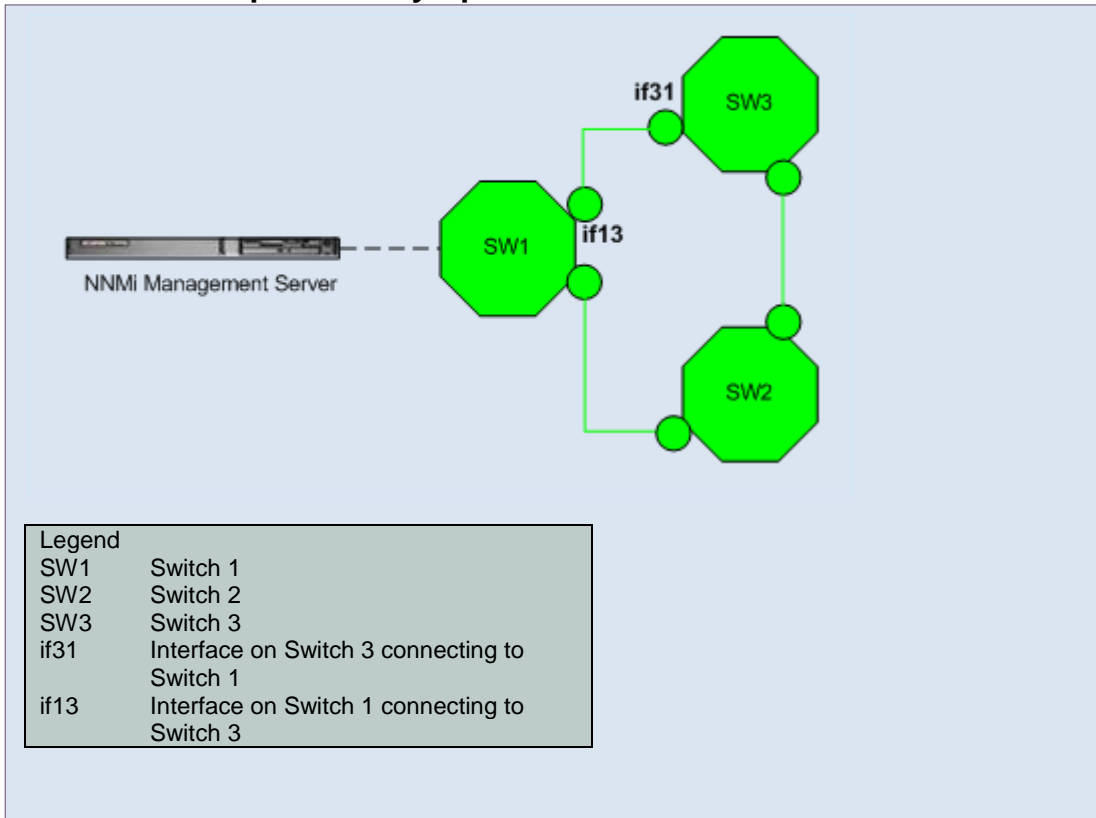 if31
SW3
SW1
if13
NNMi Management Server
SW2
Legend
SW1 Switch 1
SW2 Switch 2
SW3 Switch 3
if31 Interface on Switch 3 connecting to
Switch 1
if13 Interface on Switch 1 connecting to
Switch 3